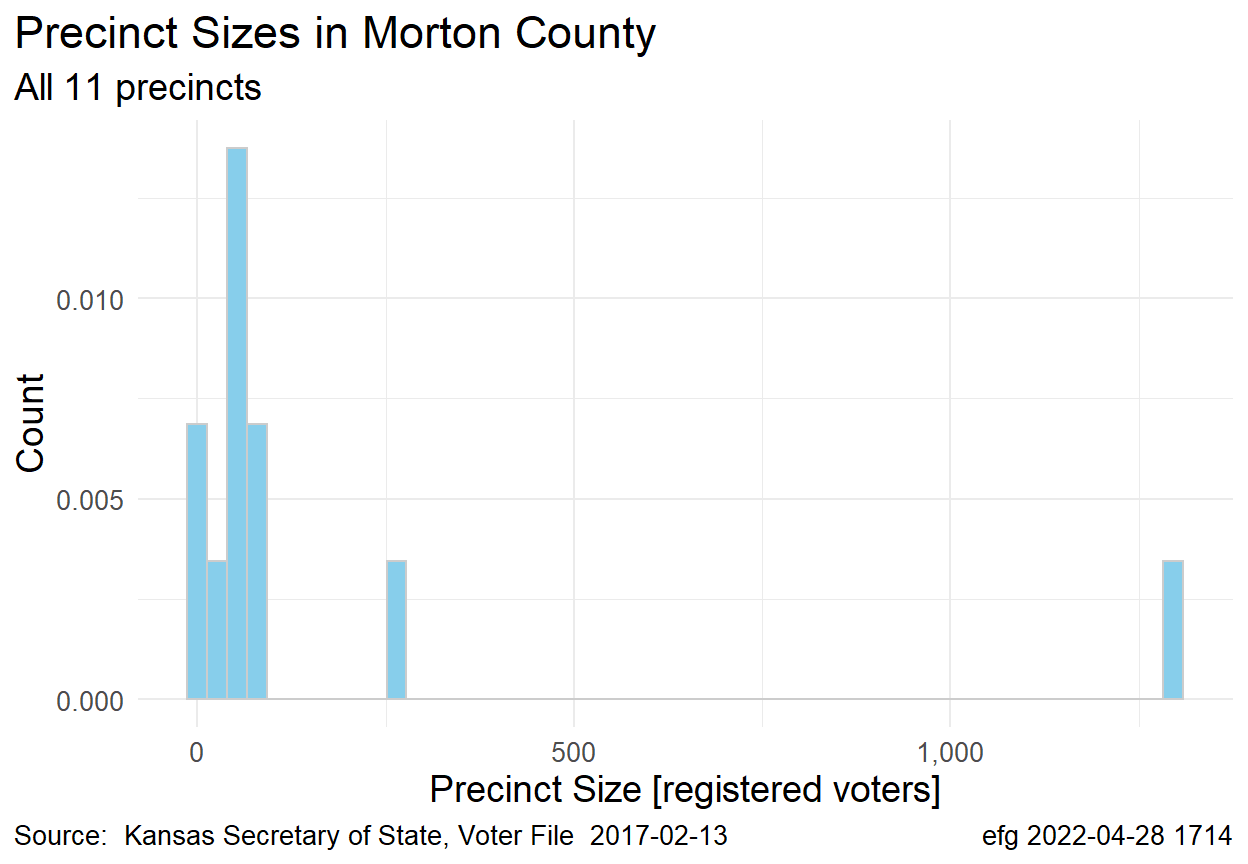 Precinct Sizes in Morton County
All 11 precincts
Count
0.010
0.005
0.000
0 500 1,000
Precinct Size [registered voters]
Source:  Kansas Secretary of State, Voter File  2017-02-13
efg 2022-04-28 1714